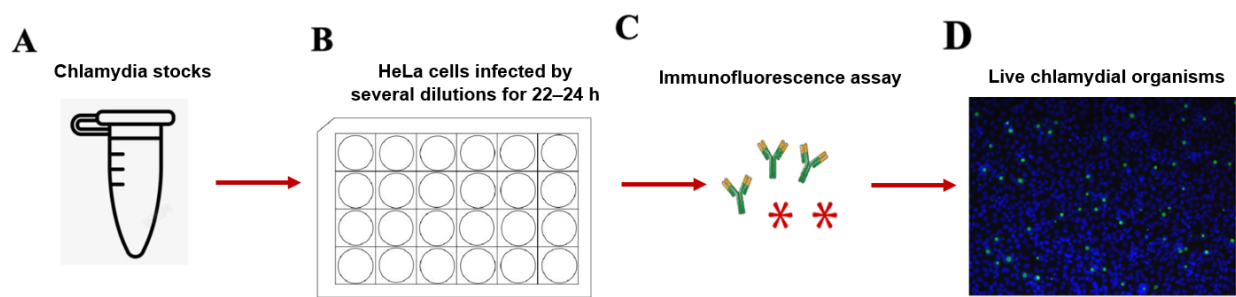 A
Chlamydia stocks
B
HeLa cells infected by
several dilutions for 22–24 h
C
Immunofluorescence assay
D
Live chlamydial organisms